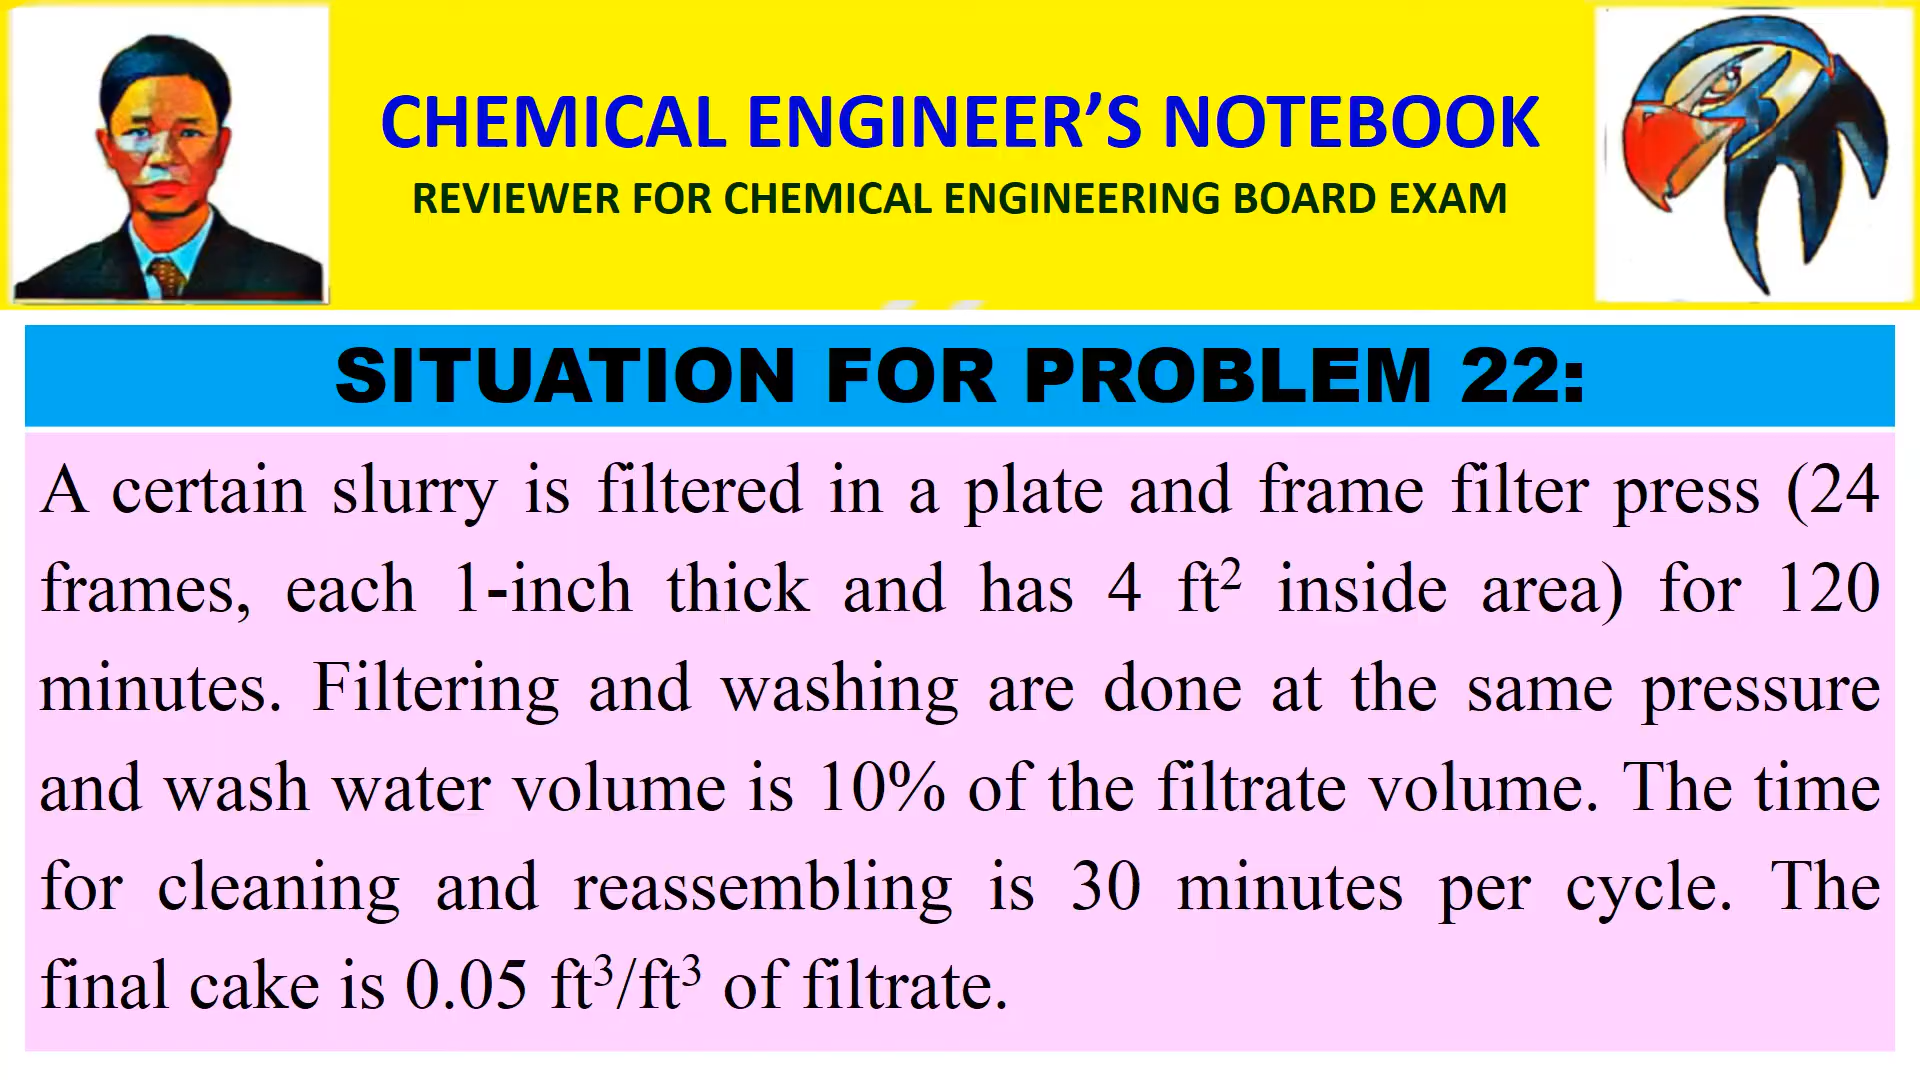 CHEMICAL ENGINEER’S NOTEBOOK
REVIEWER FOR CHEMICAL ENGINEERING BOARD EXAM
SITUATION FOR PROBLEM 22:
A certain slurry is filtered in a plate and frame filter press (24
frames, each 1-inch thick and has 4 ft² inside area) for 120
minutes. Filtering and washing are done at the same pressure
and wash water volume is 10% of the filtrate volume. The time
for cleaning and reassembling is 30 minutes per cycle. The
final cake is 0.05 ft³/ft³ of filtrate.